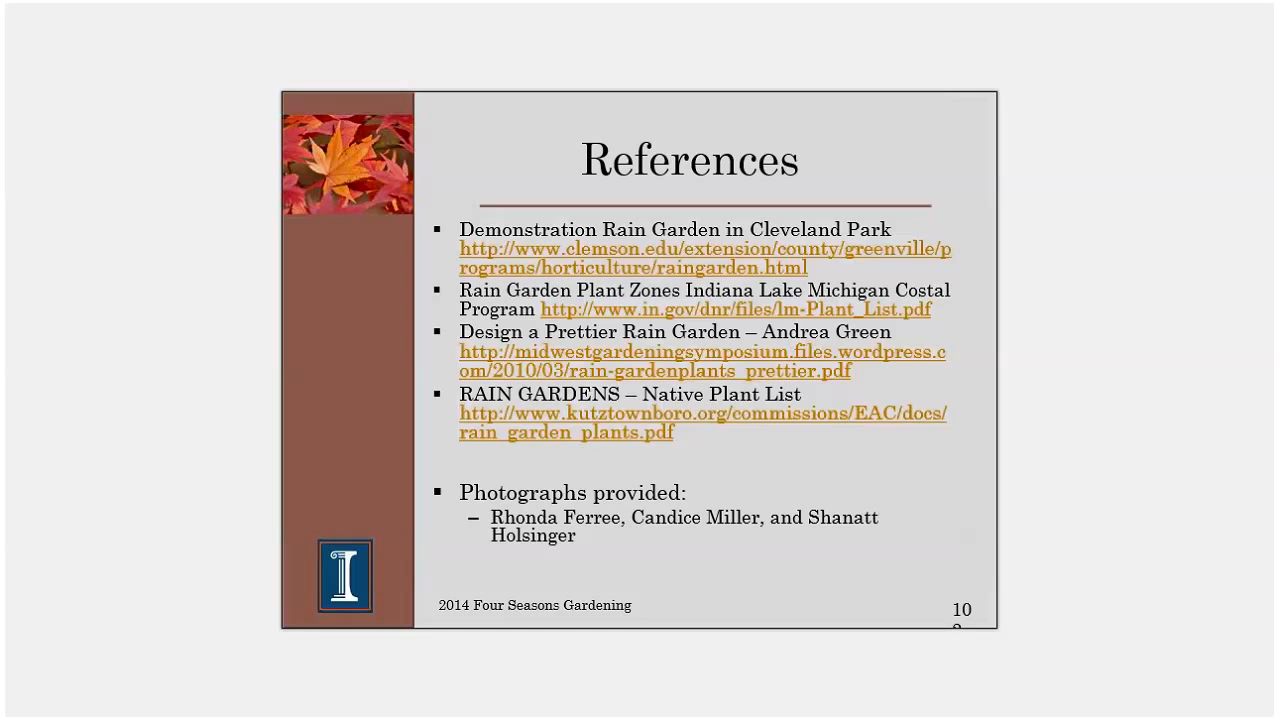 References
▪ Demonstration Rain Garden in Cleveland Park
http://www.clemson.edu/extension/county/greenville/p
rograms/horticulture/raingarden.html
▪ Rain Garden Plant Zones Indiana Lake Michigan Costal
Program http://www.in.gov/dnr/files/lm-Plant_List.pdf
▪ Design a Prettier Rain Garden – Andrea Green
http://midwestgardeningsymposium.files.wordpress.c
om/2010/03/rain-gardenplants_prettier.pdf
▪ RAIN GARDENS – Native Plant List
http://www.kutztownboro.org/commissions/EAC/docs/
rain_garden_plants.pdf
▪ Photographs provided:
– Rhonda Ferree, Candice Miller, and Shanatt
Holsinger
I
2014 Four Seasons Gardening
10